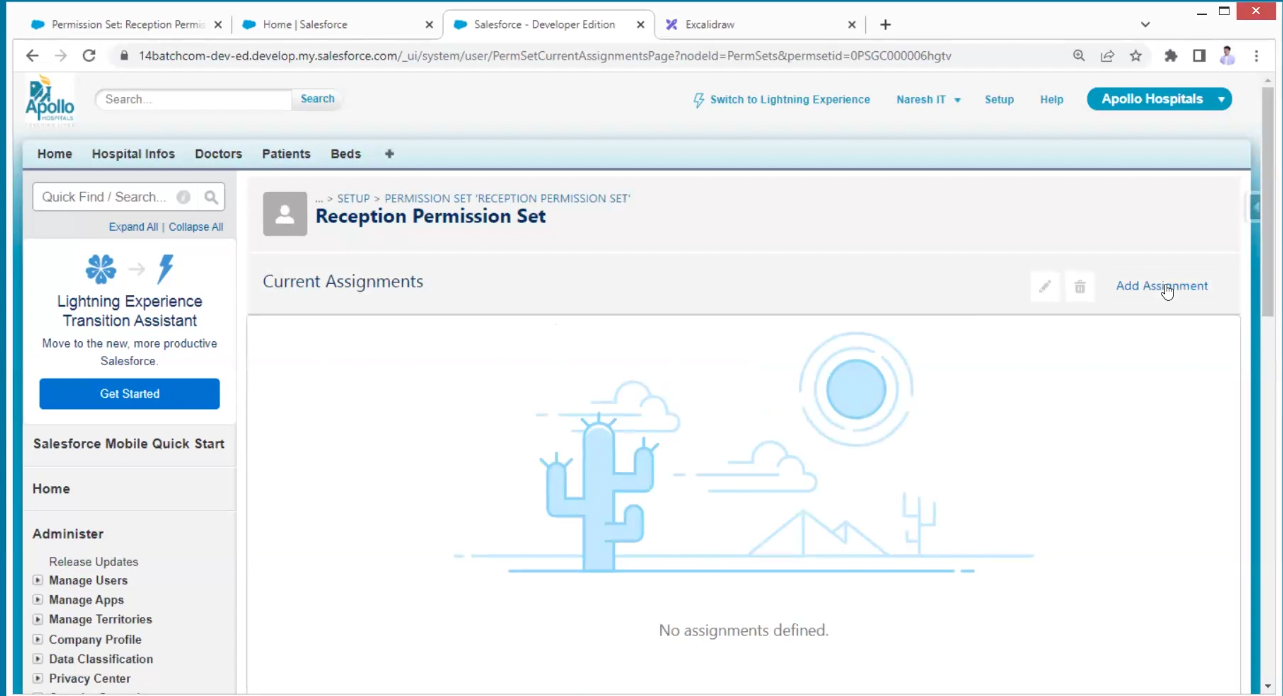 Permission Set: Reception Permis
Home | Salesforce
Salesforce - Developer Edition
Excalidraw
14batchcom-dev-ed.develop.my.salesforce.com/_ui/system/user/PermSetCurrentAssignmentsPage?nodeId=PermSets&permsetid=0PSGC000006hgtv
Apollo
HOSPITALS
Search...
Search
Switch to Lightning Experience
Naresh IT
Setup
Help
Apollo Hospitals
Home
Hospital Infos
Doctors
Patients
Beds
Quick Find / Search...
Expand All | Collapse All
Lightning Experience
Transition Assistant
Move to the new, more productive
Salesforce.
Get Started
Salesforce Mobile Quick Start
Home
Administer
Release Updates
Manage Users
Manage Apps
Manage Territories
Company Profile
Data Classification
Privacy Center
... > SETUP > PERMISSION SET 'RECEPTION PERMISSION SET'
Reception Permission Set
Current Assignments
Add Assignment
No assignments defined.